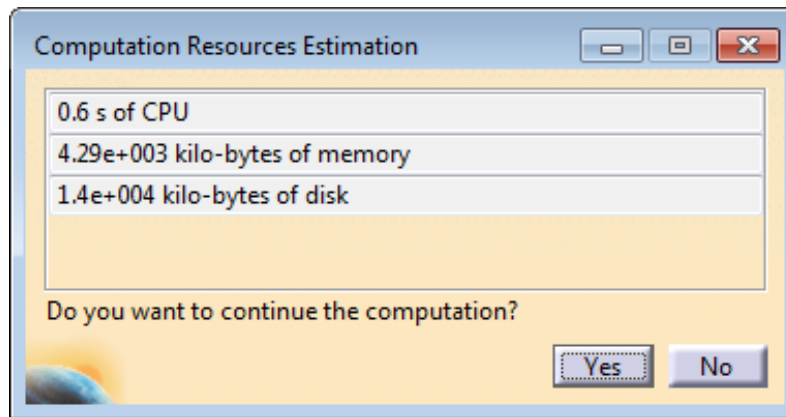 Computation Resources Estimation
0.6 s of CPU
4.29e+003 kilo-bytes of memory
1.4e+004 kilo-bytes of disk
Do you want to continue the computation?
Yes No